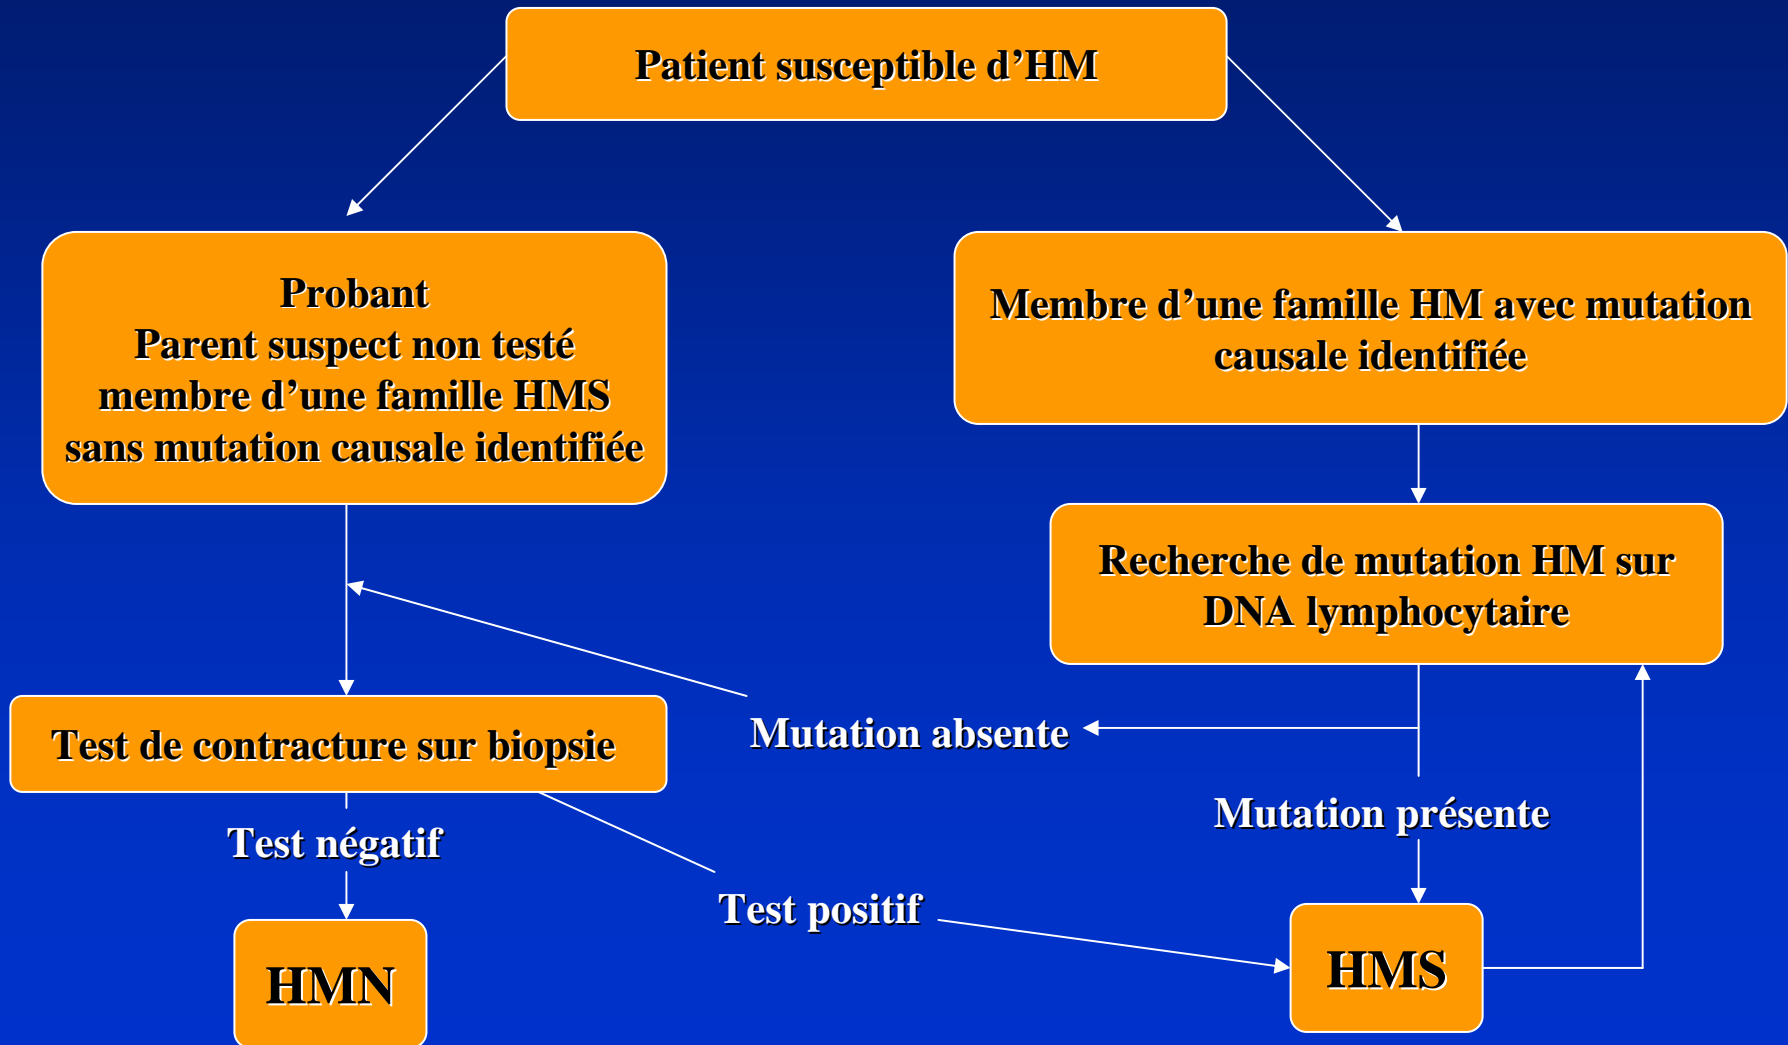 Patient susceptible d’HM
Probant
Parent suspect non testé
membre d’une famille HMS
sans mutation causale identifiée
Membre d’une famille HM avec mutation
causale identifiée
Recherche de mutation HM sur
DNA lymphocytaire
Test de contracture sur biopsie
Mutation absente
Mutation présente
Test négatif
Test positif
HMN
HMS